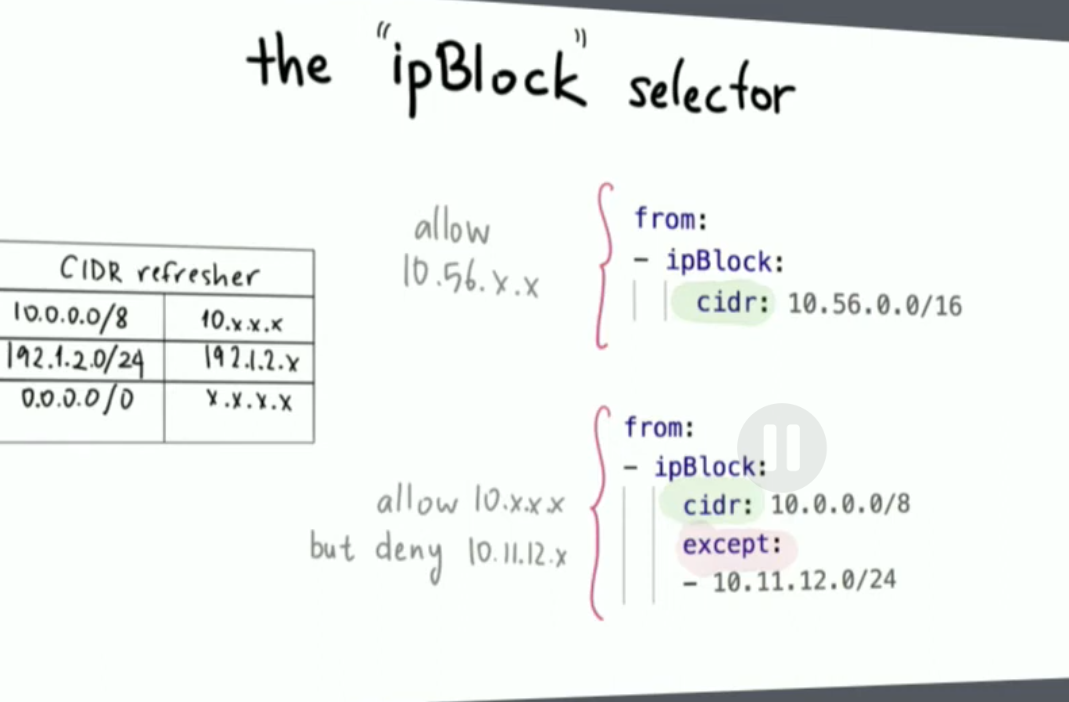 the "ipBlock" selector
CIDR refresher
10.0.0.0/8 10.x.x.x
192.1.2.0/24 192.1.2.x
0.0.0.0/0 x.x.x.x
allow
10.56.x.x
from:
- ipBlock:
cidr: 10.56.0.0/16
allow 10.x.x.x
but deny 10.11.12.x
from:
- ipBlock:
cidr: 10.0.0.0/8
except:
- 10.11.12.0/24